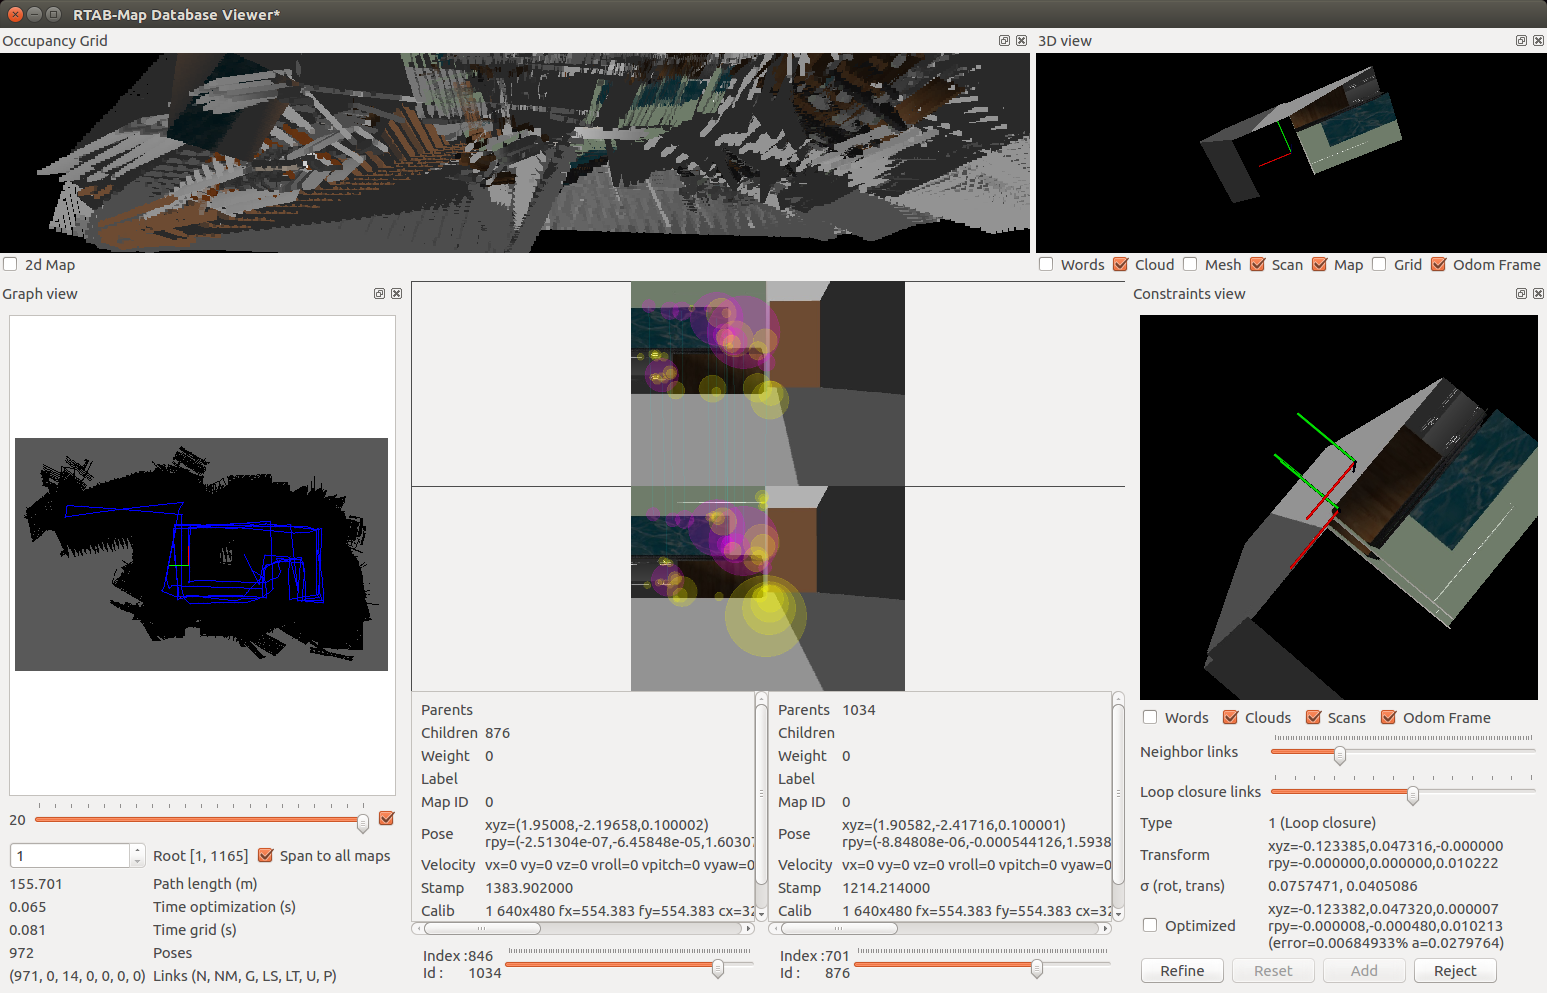 RTAB-Map Database Viewer*
Occupancy Grid
3D view
2d Map
Words Cloud Mesh Scan Map Grid Odom Frame
Graph view
Constraints view
20
1 Root [1, 1165] Span to all maps
155.701 Path length (m)
0.065 Time optimization (s)
0.081 Time grid (s)
972 Poses
(971, 0, 14, 0, 0, 0, 0) Links (N, NM, G, LS, LT, U, P)
Parents
Children 876
Weight 0
Label
Map ID 0
Pose xyz=(1.95008,-2.19658,0.100002)
rpy=(-2.51304e-07,-6.45848e-05,1.60307
Velocity vx=0 vy=0 vz=0 vroll=0 vpitch=0 vyaw=0
Stamp 1383.902000
Calib 1 640x480 fx=554.383 fy=554.383 cx=32
Index :846
Id : 1034
Parents 1034
Children
Weight 0
Label
Map ID 0
Pose xyz=(1.90582,-2.41716,0.100001)
rpy=(-8.84808e-06,-0.000544126,1.5938
Velocity vx=0 vy=0 vz=0 vroll=0 vpitch=0 vyaw=0
Stamp 1214.214000
Calib 1 640x480 fx=554.383 fy=554.383 cx=32
Index :701
Id : 876
Words Clouds Scans Odom Frame
Neighbor links
Loop closure links
Type 1 (Loop closure)
Transform xyz=-0.123385,0.047316,-0.000000
rpy=-0.000000,0.000000,0.010222
σ (rot, trans) 0.0757471, 0.0405086
Optimized xyz=-0.123382,0.047320,0.000007
rpy=-0.000008,-0.000480,0.010213
(error=0.00684933% a=0.0279764)
Refine Reset Add Reject